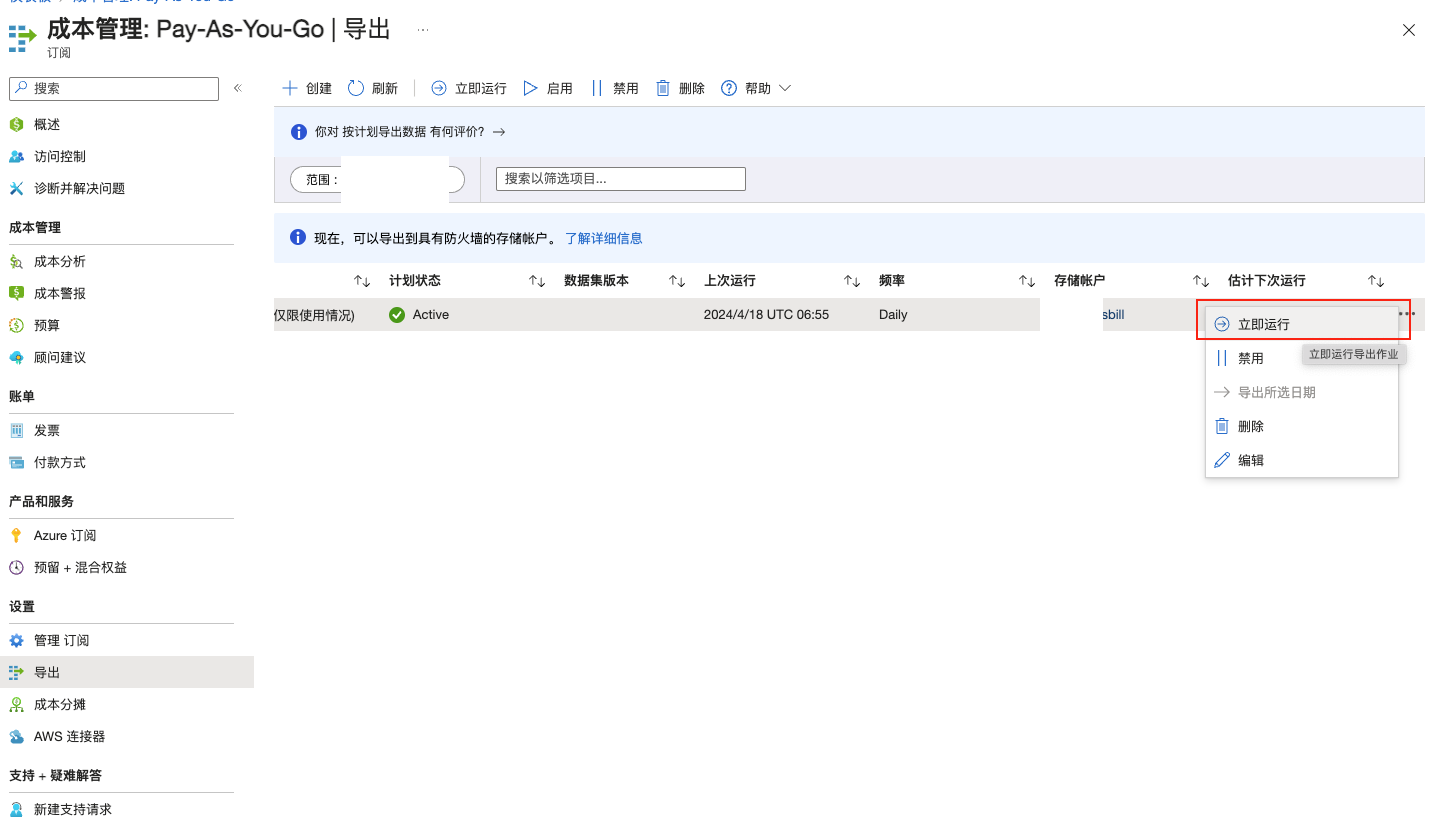 成本管理: Pay-As-You-Go | 导出 ...
订阅
搜索
«
概述
访问控制
诊断并解决问题
成本管理
成本分析
成本警报
预算
顾问建议
账单
发票
付款方式
产品和服务
Azure 订阅
预留 + 混合权益
设置
管理 订阅
导出
成本分摊
AWS 连接器
支持 + 疑难解答
新建支持请求
创建 刷新 立即运行 启用 禁用 删除 帮助
你对 按计划导出数据 有何评价? →
范围 :
搜索以筛选项目...
现在，可以导出到具有防火墙的存储帐户。 了解详细信息
计划状态 数据集版本 上次运行 频率 存储帐户 估计下次运行
仅限使用情况) Active 2024/4/18 UTC 06:55 Daily sbill
立即运行
禁用
立即运行导出作业
导出所选日期
删除
编辑